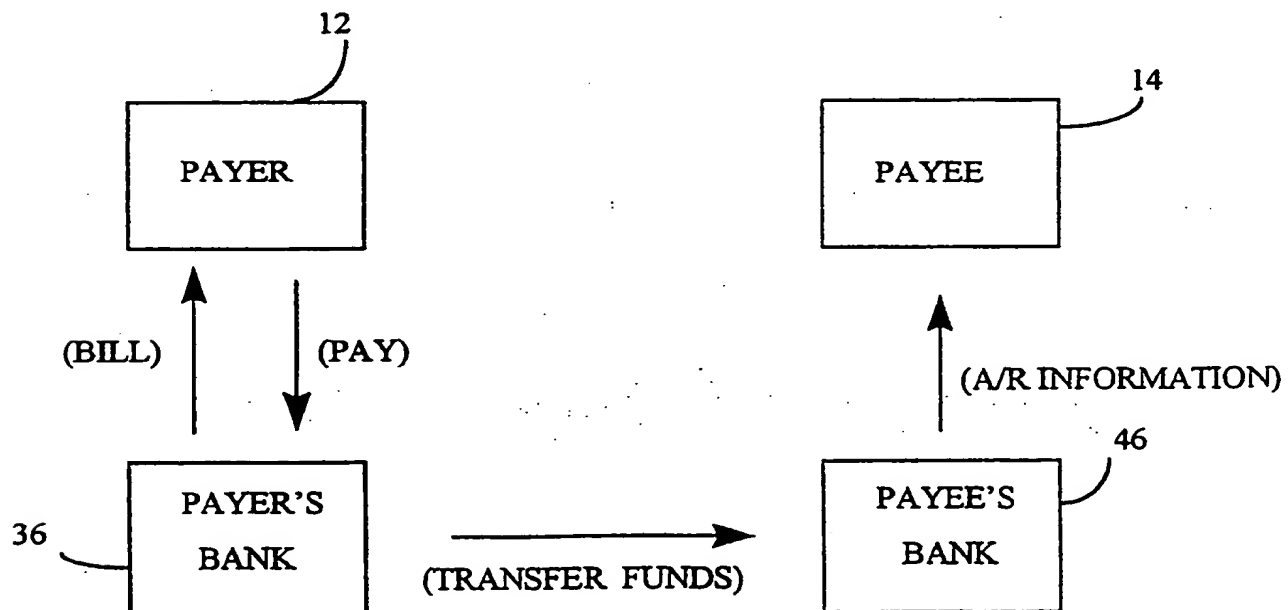 12
14
PAYER
PAYEE
(BILL)
(PAY)
(A/R INFORMATION)
46
36
PAYER'S
BANK
PAYEE'S
BANK
(TRANSFER FUNDS)